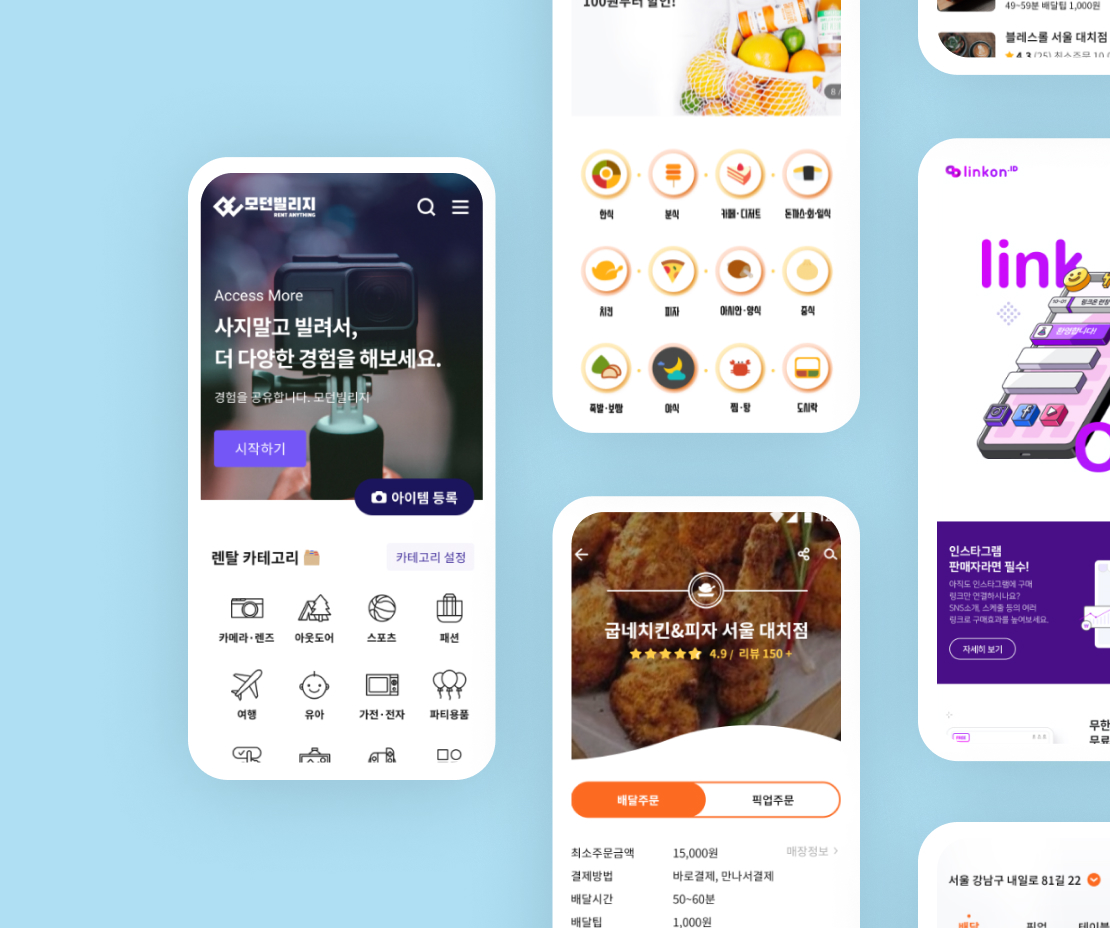 모던빌리지
RENT ANYTHING
Access More
사지말고 빌려서,
더 다양한 경험을 해보세요.
경험을 공유합니다. 모던빌리지
시작하기
아이템 등록
렌탈 카테고리
카테고리 설정
카메라·렌즈 아웃도어 스포츠 패션
여행 유아 가전·전자 파티용품
100원부터 할인!
한식 분식 카페·디저트 돈까스·회·일식
치킨 피자 아시안·양식 중식
족발·보쌈 야식 찜·탕 도시락
굽네치킨&피자 서울 대치점
4.9 / 리뷰 150 +
배달주문 픽업주문
최소주문금액 15,000원 매장정보 >
결제방법 바로결제, 만나서결제
배달시간 50~60분
배달팁 1,000원
49~59분 배달팁 1,000원
블레스롤 서울 대치점
4.3 (25) 최소주문 10,0
linkon.ID
link
환영합니다!
인스타그램
판매자라면 필수!
아직도 인스타그램에 구매
링크만 연결하시나요?
SNS소개, 스케줄 등의 여러
링크로 구매효과를 높여보세요.
자세히 보기
FREE
무한
무료
서울 강남구 내일로 81길 22
배달 픽업 테이블